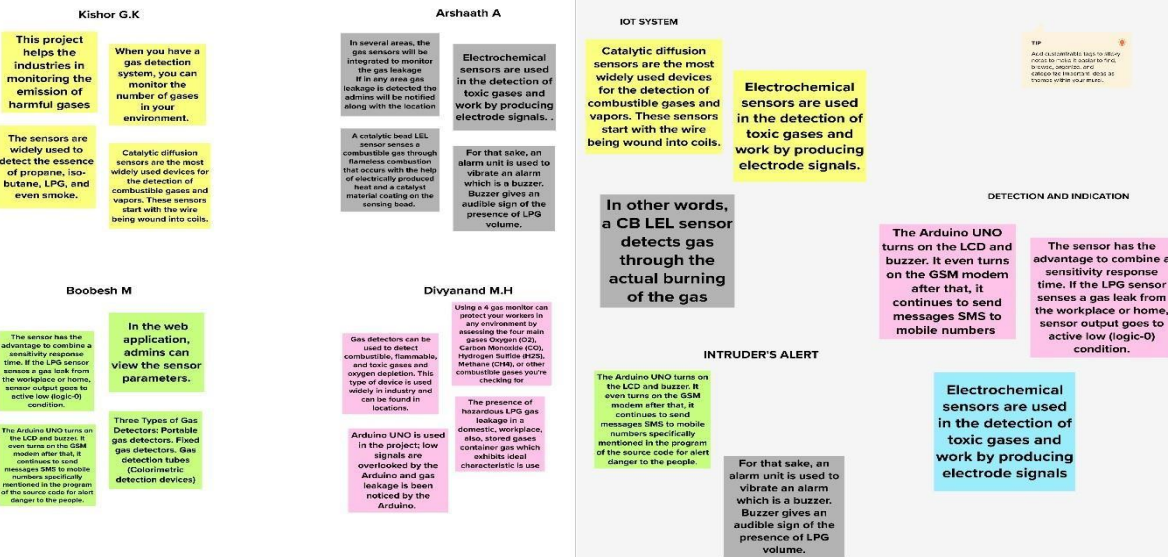 Kishor G.K
This project
helps the
industries in
monitoring the
emission of
harmful gases
When you have a
gas detection
system, you can
monitor the
number of gases
in your
environment.
The sensors are
widely used to
detect the essence
of propane, iso-
butane, LPG, and
even smoke.
Catalytic diffusion
sensors are the most
widely used devices for
the detection of
combustible gases and
vapors. These sensors
start with the wire
being wound into coils.
Arshaath A
In several areas, the
gas sensors will be
integrated to monitor
the gas leakage
If in any area gas
leakage is detected the
admins will be notified
along with the location
Electrochemical
sensors are used
in the detection of
toxic gases and
work by producing
electrode signals. .
A catalytic bead LEL
sensor senses a
combustible gas through
flameless combustion
that occurs with the help
of electrically produced
heat and a catalyst
material coating on the
sensing bead.
For that sake, an
alarm unit is used to
vibrate an alarm
which is a buzzer.
Buzzer gives an
audible sign of the
presence of LPG
volume.
Boobesh M
The sensor has the
advantage to combine a
sensitivity response
time. If the LPG sensor
senses a gas leak from
the workplace or home,
sensor output goes to
active low (logic-0)
condition.
In the web
application,
admins can
view the sensor
parameters.
The Arduino UNO turns on
the LCD and buzzer. It
even turns on the GSM
modem after that, it
continues to send
messages SMS to mobile
numbers specifically
mentioned in the program
of the source code for alert
danger to the people.
Three Types of Gas
Detectors: Portable
gas detectors. Fixed
gas detectors. Gas
detection tubes
(Colorimetric
detection devices)
Divyanand M.H
Gas detectors can be
used to detect
combustible, flammable,
and toxic gases and
oxygen depletion. This
type of device is used
widely in industry and
can be found in
locations.
Using a 4 gas monitor can
protect your workers in
any environment by
assessing the four main
gases Oxygen (O2),
Carbon Monoxide (CO),
Hydrogen Sulfide (H2S),
Methane (CH4), or other
combustible gases you're
checking for
Arduino UNO is used
in the project; low
signals are
overlooked by the
Arduino and gas
leakage is been
noticed by the
Arduino.
The presence of
hazardous LPG gas
leakage in a
domestic, workplace,
also, stored gases
container gas which
exhibits ideal
characteristic is use
IOT SYSTEM
Catalytic diffusion
sensors are the most
widely used devices
for the detection of
combustible gases and
vapors. These sensors
start with the wire
being wound into coils.
Electrochemical
sensors are used
in the detection of
toxic gases and
work by producing
electrode signals.
In other words,
a CB LEL sensor
detects gas
through the
actual burning
of the gas
TIP
Add customizable tags to sticky
notes to make it easier to find,
browse, organize, and
categorize important ideas as
themes within your mural.
DETECTION AND INDICATION
The Arduino UNO
turns on the LCD and
buzzer. It even turns
on the GSM modem
after that, it
continues to send
messages SMS to
mobile numbers
The sensor has the
advantage to combine a
sensitivity response
time. If the LPG sensor
senses a gas leak from
the workplace or home,
sensor output goes to
active low (logic-0)
condition.
INTRUDER'S ALERT
The Arduino UNO turns on
the LCD and buzzer. It
even turns on the GSM
modem after that, it
continues to send
messages SMS to mobile
numbers specifically
mentioned in the program
of the source code for alert
danger to the people.
For that sake, an
alarm unit is used to
vibrate an alarm
which is a buzzer.
Buzzer gives an
audible sign of the
presence of LPG
volume.
Electrochemical
sensors are used
in the detection of
toxic gases and
work by producing
electrode signals